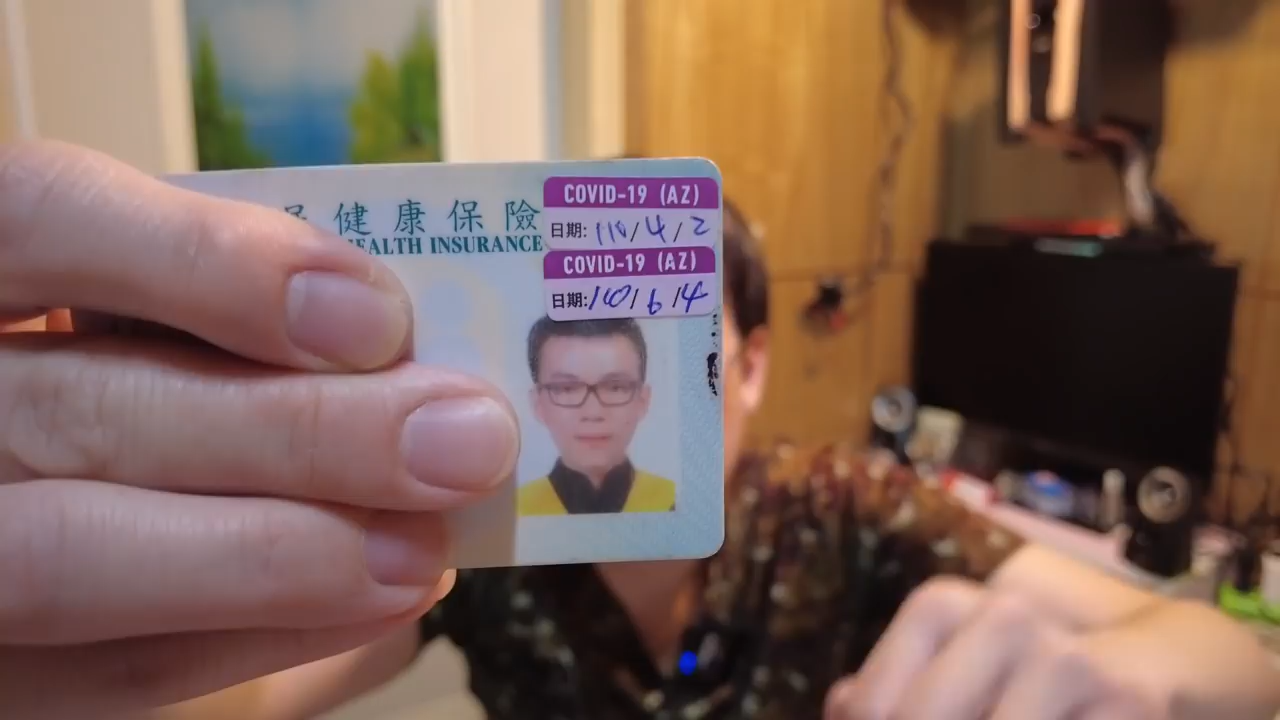 健康保險
HEALTH INSURANCE
COVID-19 (AZ)
日期: 110/4/2
COVID-19 (AZ)
日期: 110/6/4